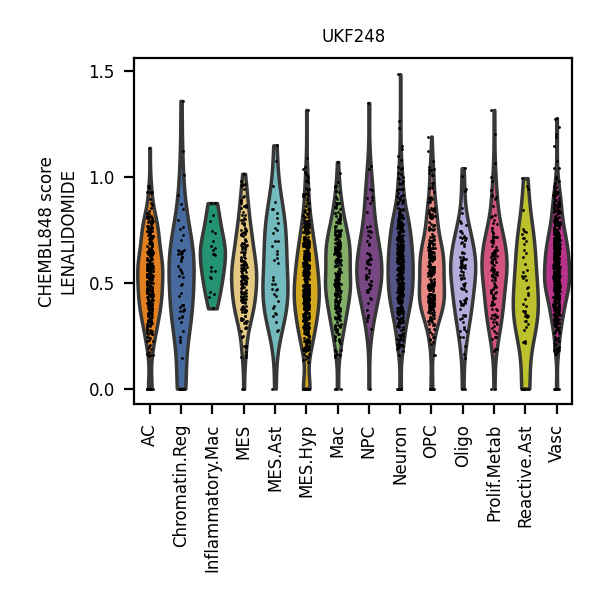 UKF248
CHEMBL848 score
LENALIDOMIDE
1.5
1.0
0.5
0.0
AC
Chromatin.Reg
Inflammatory.Mac
MES
MES.Ast
MES.Hyp
Mac
NPC
Neuron
OPC
Oligo
Prolif.Metab
Reactive.Ast
Vasc